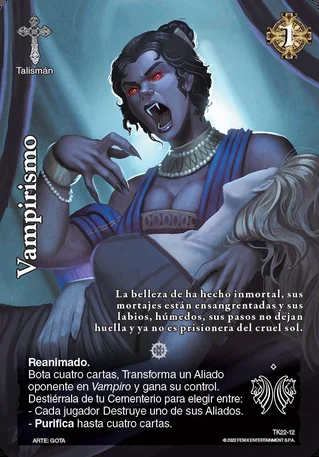 Talismán
1
Vampirismo
La belleza de ha hecho inmortal, sus
mortajes están ensangrentadas y sus
labios, húmedos, sus pasos no dejan
huella y ya no es prisionera del cruel sol.
Reanimado.
Bota cuatro cartas, Transforma un Aliado
oponente en Vampiro y gana su control.
Destiérrala de tu Cementerio para elegir entre:
- Cada jugador Destruye uno de sus Aliados.
- Purifica hasta cuatro cartas.
TK22-12
ARTE: GOTA
© 2022 FENIX ENTERTAINMENT S.P.A.